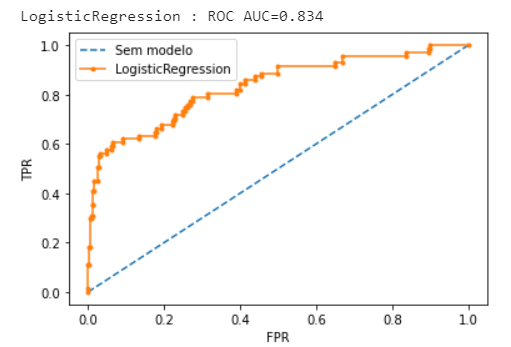 LogisticRegression : ROC AUC=0.834
Sem modelo
LogisticRegression
1.0
0.8
0.6
0.4
0.2
0.0
TPR
0.0 0.2 0.4 0.6 0.8 1.0
FPR